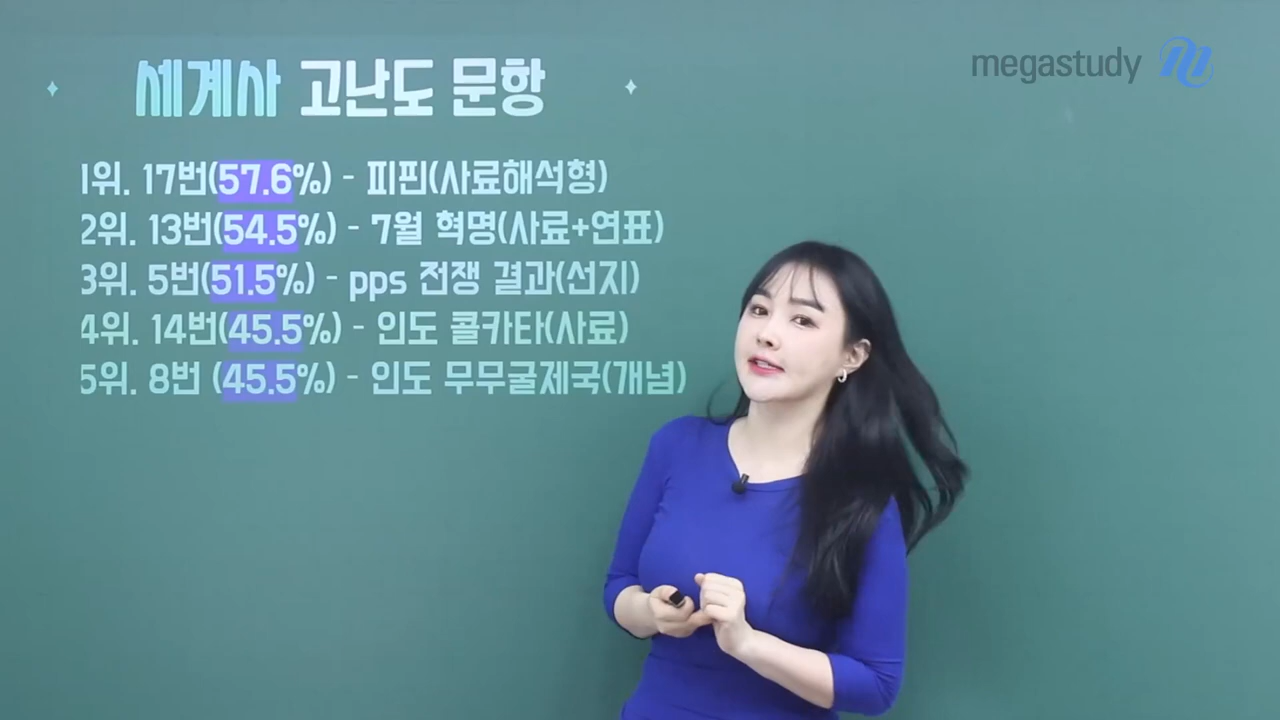 세계사 고난도 문항
megastudy
1위. 17번(57.6%) - 피핀(사료해석형)
2위. 13번(54.5%) - 7월 혁명(사료+연표)
3위. 5번(51.5%) - pps 전쟁 결과(선지)
4위. 14번(45.5%) - 인도 콜카타(사료)
5위. 8번 (45.5%) - 인도 무무굴제국(개념)